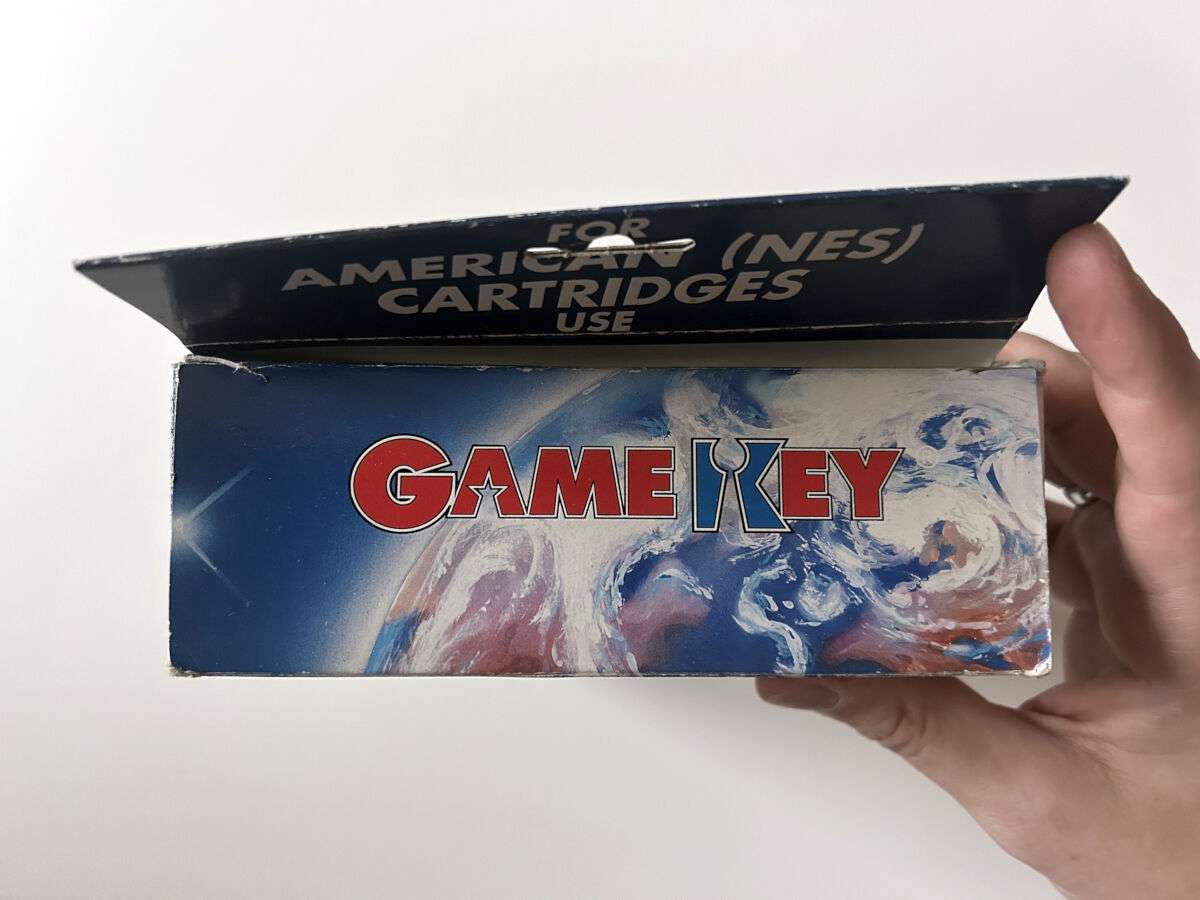 FOR
AMERICAN (NES)
CARTRIDGES
USE
GAME KEY